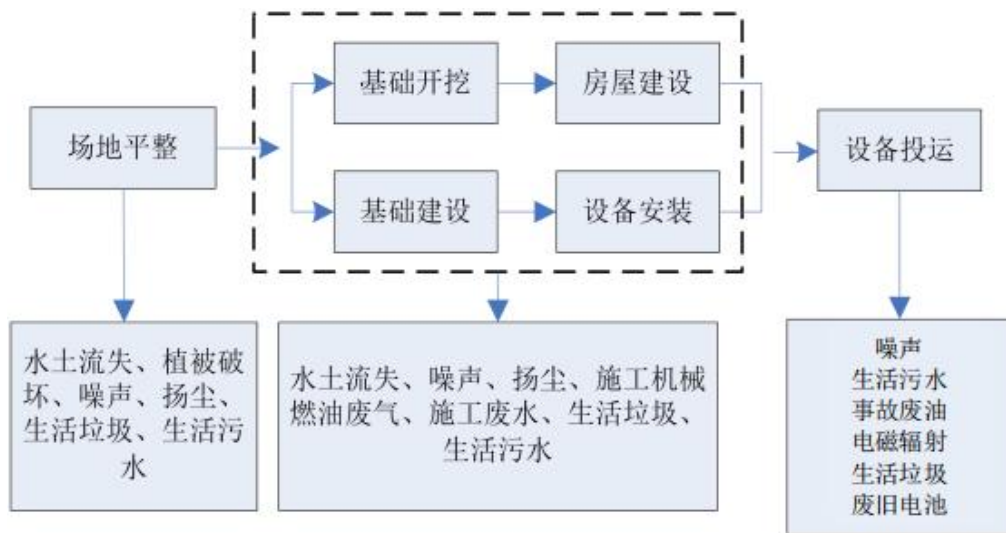 基础开挖
房屋建设
场地平整
设备投运
基础建设
设备安装
水土流失、植被破
坏、噪声、扬尘、
生活垃圾、生活污
水
水土流失、噪声、扬尘、施工机械
燃油废气、施工废水、生活垃圾、
生活污水
噪声
生活污水
事故废油
电磁辐射
生活垃圾
废旧电池